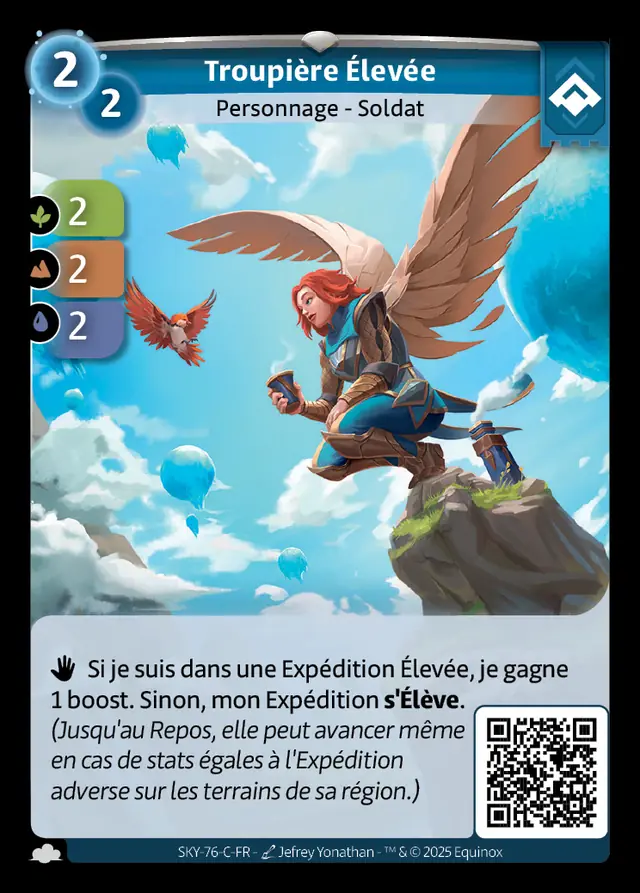 2
2
Troupière Élevée
Personnage - Soldat
2
2
2
Si je suis dans une Expédition Élevée, je gagne
1 boost. Sinon, mon Expédition s'Élève.
(Jusqu'au Repos, elle peut avancer même
en cas de stats égales à l'Expédition
adverse sur les terrains de sa région.)
SKY-76-C-FR - Jefrey Yonathan - ™ & © 2025 Equinox